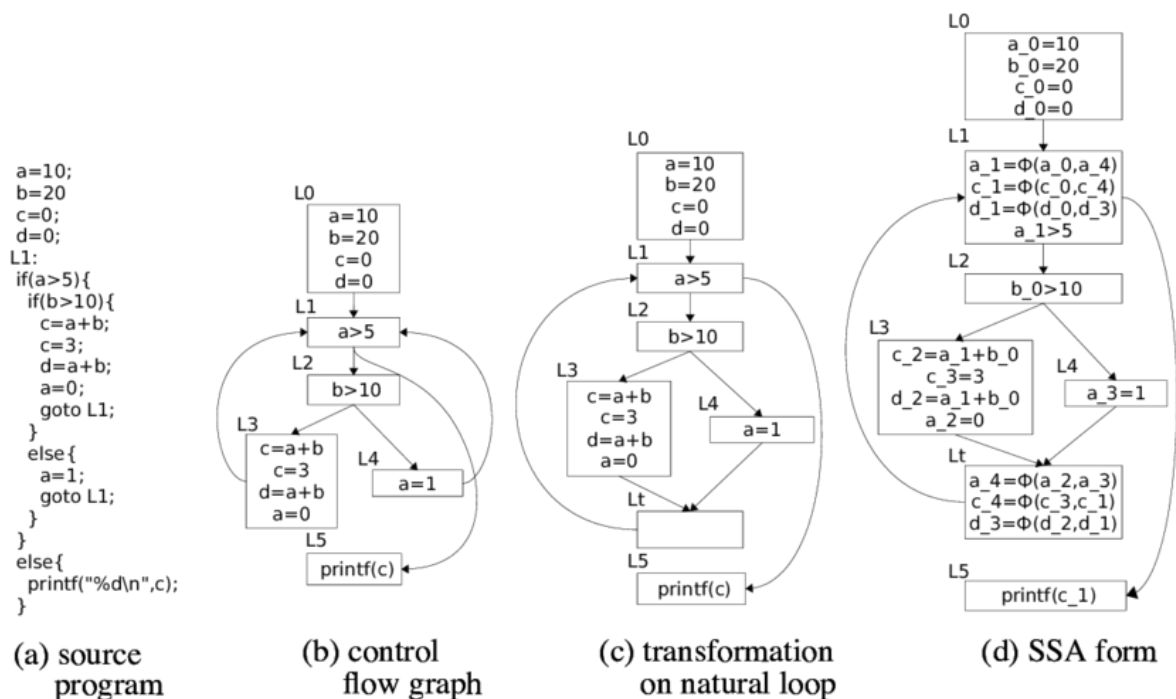 a=10;
b=20
c=0;
d=0;
L1:
if(a>5){
if(b>10){
c=a+b;
c=3;
d=a+b;
a=0;
goto L1;
}
else{
a=1;
goto L1;
}
}
else{
printf("%d\n",c);
}
(a) source
program
L0
a=10
b=20
c=0
d=0
L1
a>5
L2
b>10
L3
c=a+b
c=3
d=a+b
a=0
L4
a=1
L5
printf(c)
(b) control
flow graph
L0
a=10
b=20
c=0
d=0
L1
a>5
L2
b>10
L3
c=a+b
c=3
d=a+b
a=0
L4
a=1
Lt
L5
printf(c)
(c) transformation
on natural loop
L0
a_0=10
b_0=20
c_0=0
d_0=0
L1
a_1=Φ(a_0,a_4)
c_1=Φ(c_0,c_4)
d_1=Φ(d_0,d_3)
a_1>5
L2
b_0>10
L3
c_2=a_1+b_0
c_3=3
d_2=a_1+b_0
a_2=0
L4
a_3=1
Lt
a_4=Φ(a_2,a_3)
c_4=Φ(c_3,c_1)
d_3=Φ(d_2,d_1)
L5
printf(c_1)
(d) SSA form